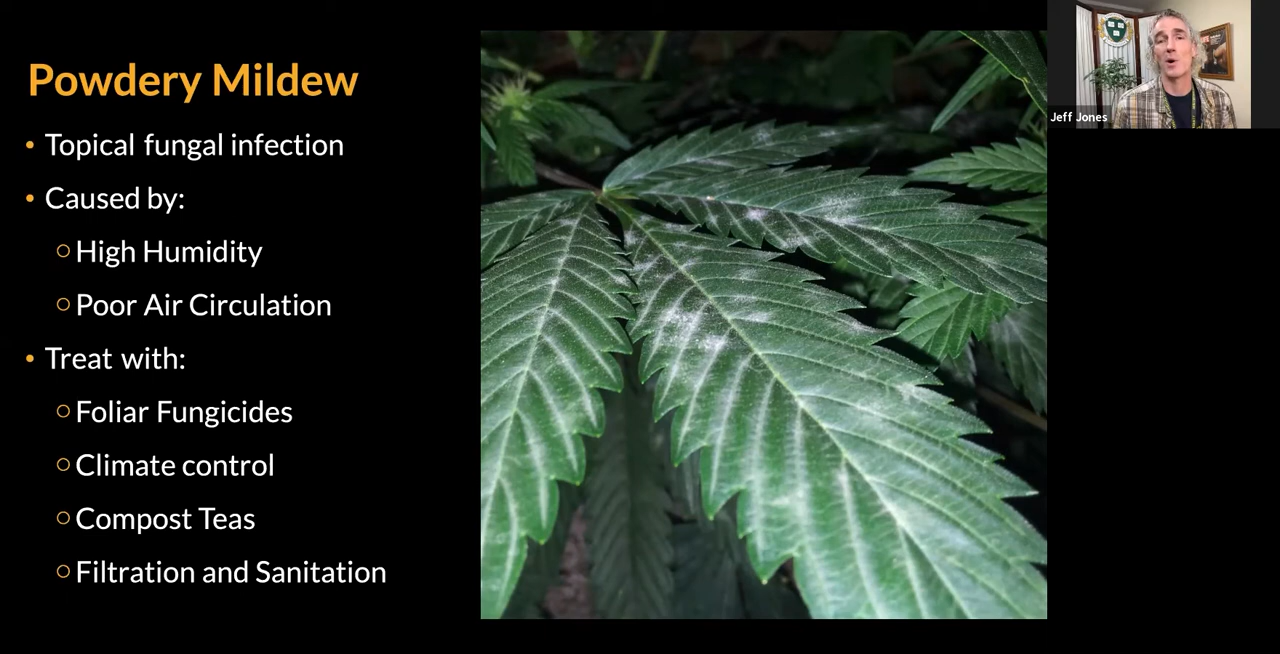 Powdery Mildew
• Topical fungal infection
• Caused by:
○ High Humidity
○ Poor Air Circulation
• Treat with:
○ Foliar Fungicides
○ Climate control
○ Compost Teas
○ Filtration and Sanitation
Jeff Jones